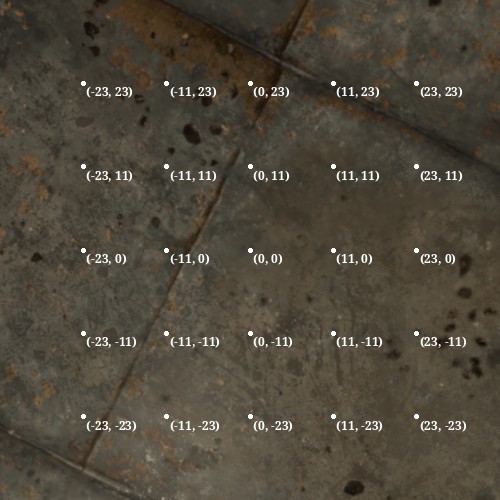 (-23, 23) (-11, 23) (0, 23) (11, 23) (23, 23)
(-23, 11) (-11, 11) (0, 11) (11, 11) (23, 11)
(-23, 0) (-11, 0) (0, 0) (11, 0) (23, 0)
(-23, -11) (-11, -11) (0, -11) (11, -11) (23, -11)
(-23, -23) (-11, -23) (0, -23) (11, -23) (23, -23)